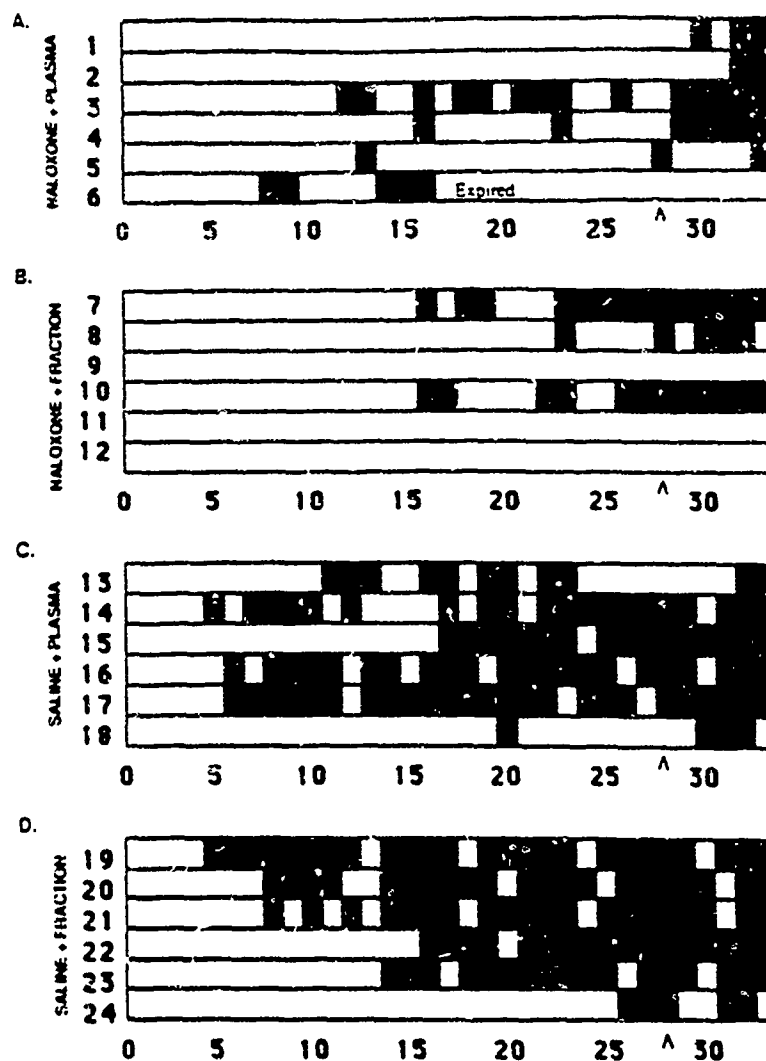 A.
HALOXONE + PLASMA
1
2
3
4
5
6
Expired
0 5 10 15 20 25 ^ 30
B.
HALOXONE + FRACTION
7
8
9
10
11
12
0 5 10 15 20 25 ^ 30
C.
SALINE + PLASMA
13
14
15
16
17
18
0 5 10 15 20 25 ^ 30
D.
SALINE + FRACTION
19
20
21
22
23
24
0 5 10 15 20 25 ^ 30